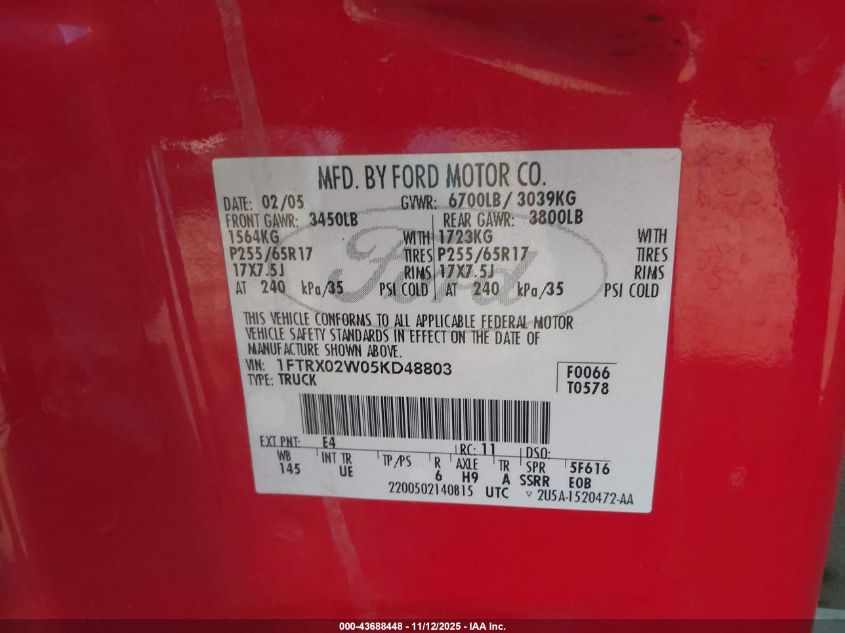 MFD. BY FORD MOTOR CO.
DATE: 02/05 GVWR: 6700LB/ 3039KG
FRONT GAWR: 3450LB REAR GAWR: 3800LB
1564KG WITH 1723KG WITH
P255/65R17 TIRES P255/65R17 TIRES
17X7.5J RIMS 17X7.5J RIMS
AT 240 kPa/35 PSI COLD AT 240 kPa/35 PSI COLD
Ford
THIS VEHICLE CONFORMS TO ALL APPLICABLE FEDERAL MOTOR
VEHICLE SAFETY STANDARDS IN EFFECT ON THE DATE OF
MANUFACTURE SHOWN ABOVE.
VIN: 1FTRX02W05KD48803 F0066
TYPE: TRUCK T0578
EXT PNT: E4 RC: 11 DSO:
WB INT TR TP/PS R AXLE TR SPR 5F616
145 UE 6 H9 A SSRR E0B
2200502140815 UTC ▽ 2U5A-1520472-AA
000-43688448 - 11/12/2025 - IAA Inc.